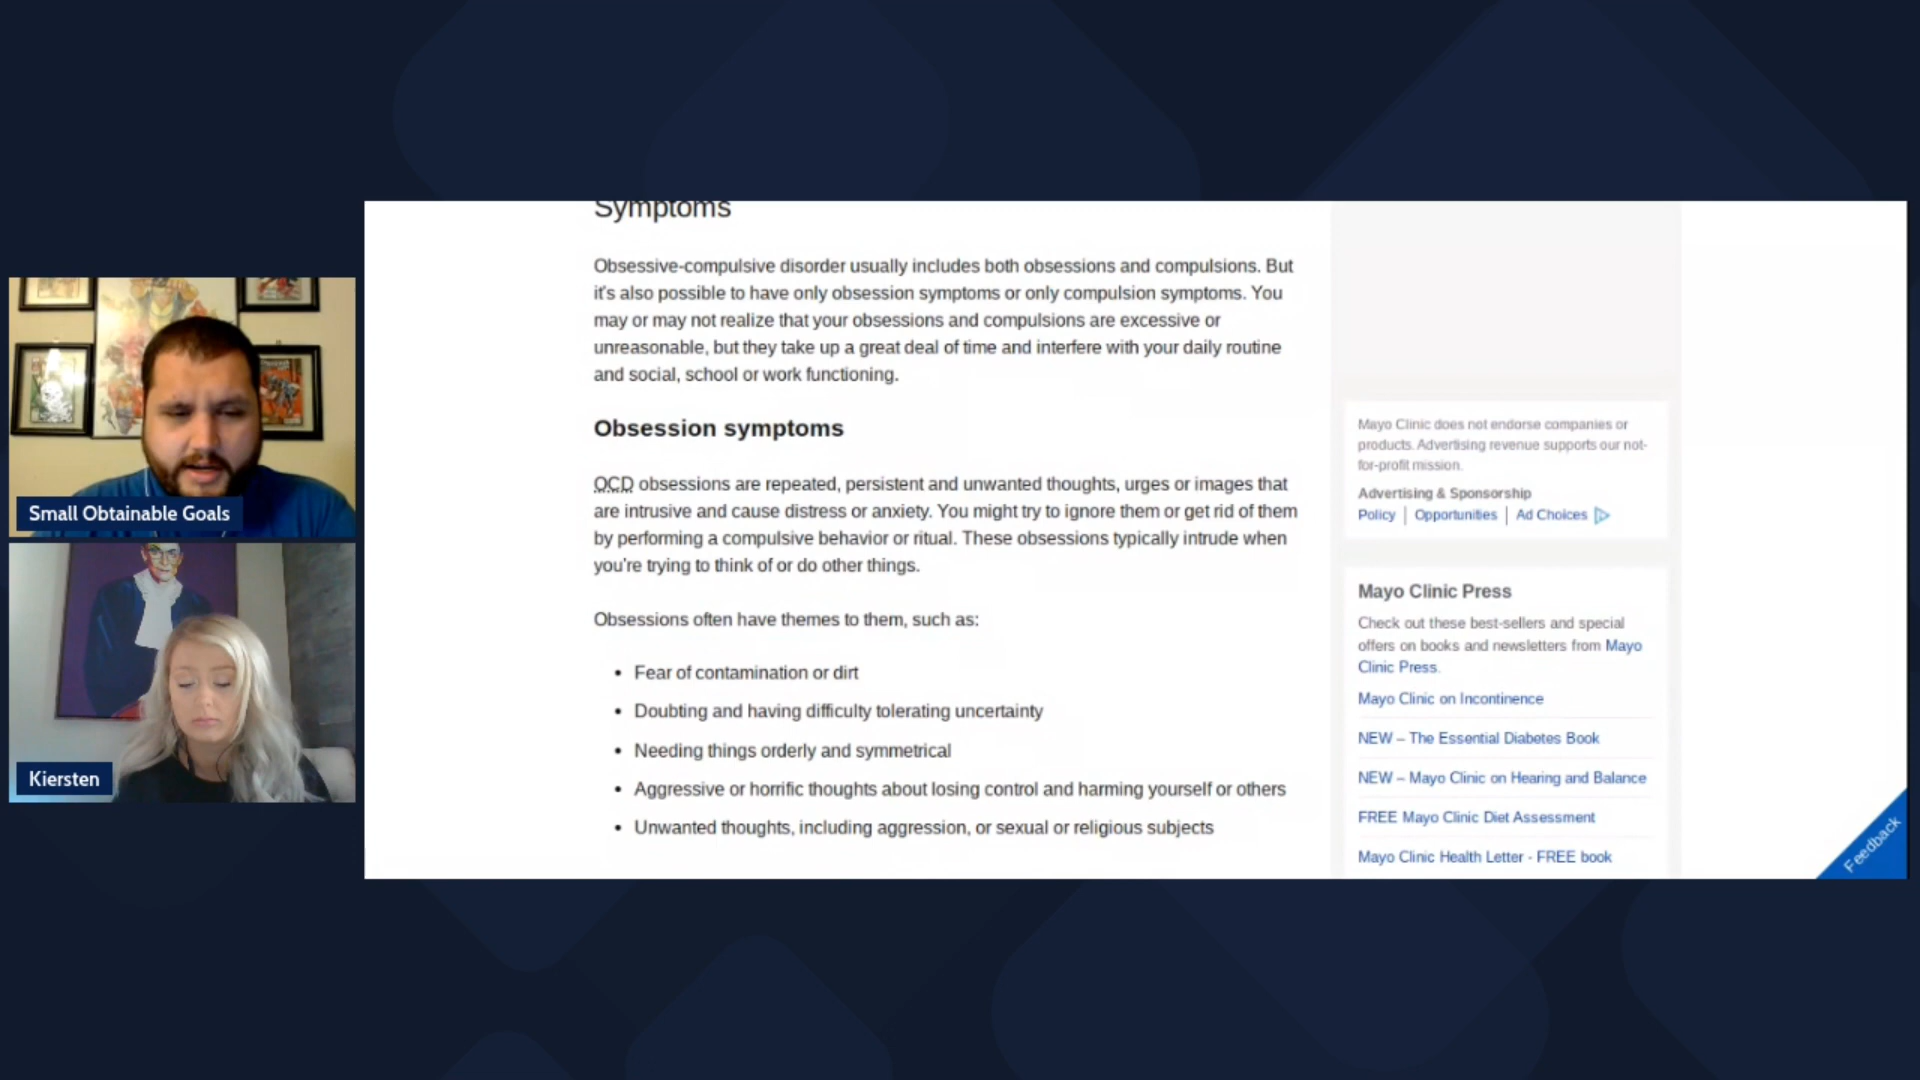 Small Obtainable Goals
Kiersten
Symptoms
Obsessive-compulsive disorder usually includes both obsessions and compulsions. But
it's also possible to have only obsession symptoms or only compulsion symptoms. You
may or may not realize that your obsessions and compulsions are excessive or
unreasonable, but they take up a great deal of time and interfere with your daily routine
and social, school or work functioning.
Obsession symptoms
OCD obsessions are repeated, persistent and unwanted thoughts, urges or images that
are intrusive and cause distress or anxiety. You might try to ignore them or get rid of them
by performing a compulsive behavior or ritual. These obsessions typically intrude when
you're trying to think of or do other things.
Obsessions often have themes to them, such as:
• Fear of contamination or dirt
• Doubting and having difficulty tolerating uncertainty
• Needing things orderly and symmetrical
• Aggressive or horrific thoughts about losing control and harming yourself or others
• Unwanted thoughts, including aggression, or sexual or religious subjects
Mayo Clinic does not endorse companies or
products. Advertising revenue supports our not-
for-profit mission.
Advertising & Sponsorship
Policy | Opportunities | Ad Choices
Mayo Clinic Press
Check out these best-sellers and special
offers on books and newsletters from Mayo
Clinic Press.
Mayo Clinic on Incontinence
NEW – The Essential Diabetes Book
NEW – Mayo Clinic on Hearing and Balance
FREE Mayo Clinic Diet Assessment
Mayo Clinic Health Letter - FREE book
Feedback